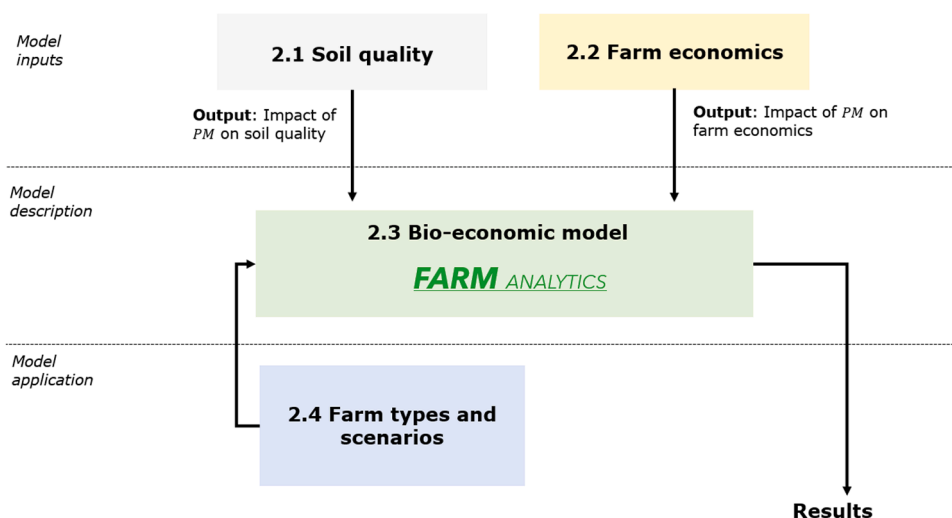 Model
inputs
2.1 Soil quality
2.2 Farm economics
Output: Impact of
PM on soil quality
Output: Impact of PM on
farm economics
Model
description
2.3 Bio-economic model
FARM ANALYTICS
Model
application
2.4 Farm types and
scenarios
Results